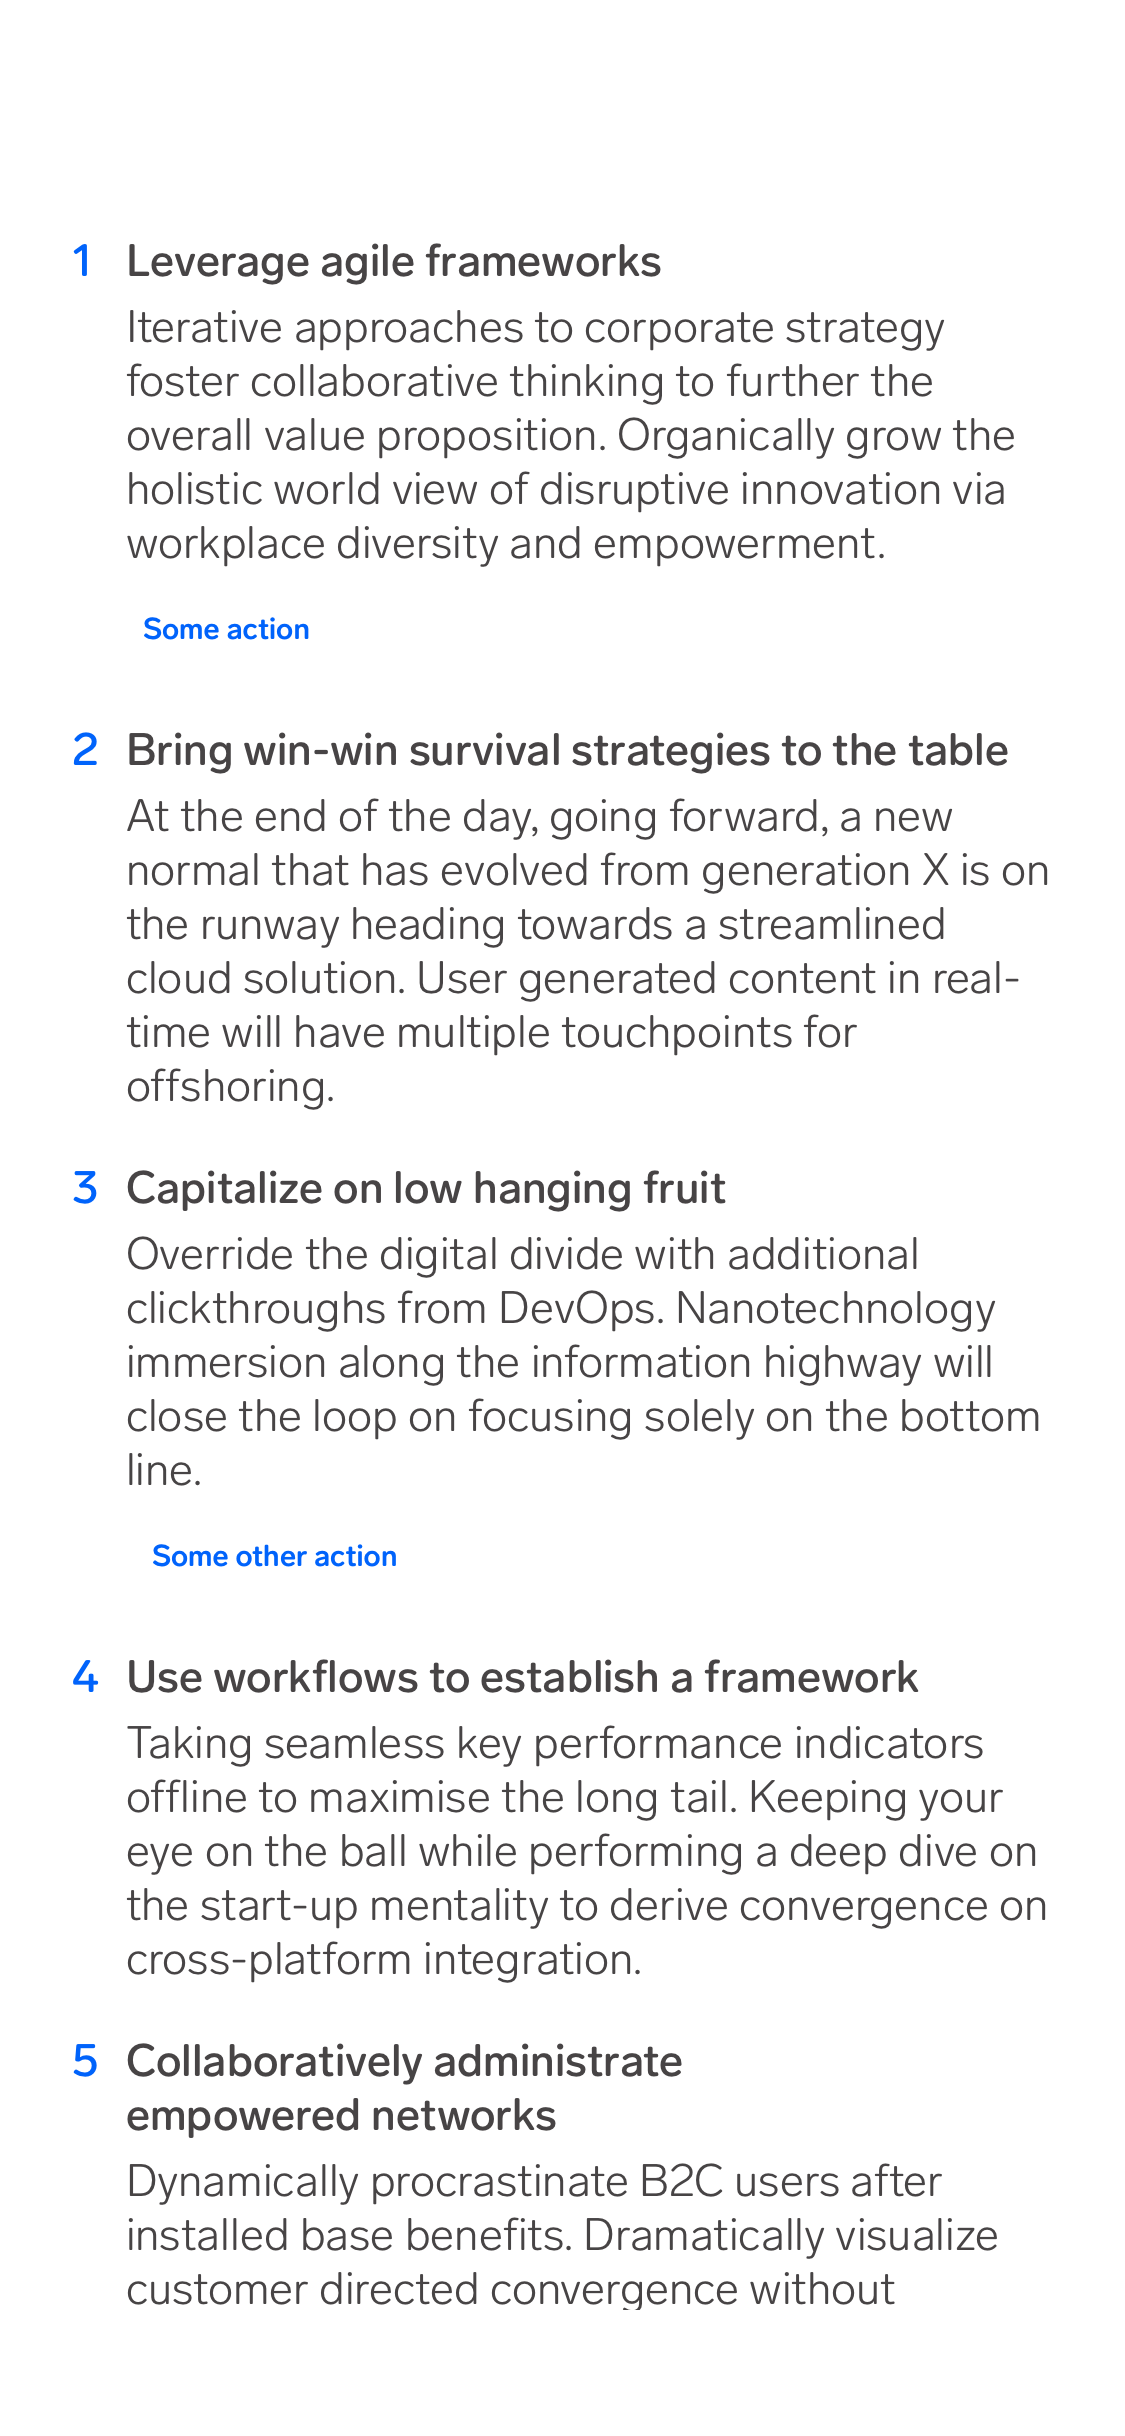 1 Leverage agile frameworks
Iterative approaches to corporate strategy
foster collaborative thinking to further the
overall value proposition. Organically grow the
holistic world view of disruptive innovation via
workplace diversity and empowerment.
Some action
2 Bring win-win survival strategies to the table
At the end of the day, going forward, a new
normal that has evolved from generation X is on
the runway heading towards a streamlined
cloud solution. User generated content in real-
time will have multiple touchpoints for
offshoring.
3 Capitalize on low hanging fruit
Override the digital divide with additional
clickthroughs from DevOps. Nanotechnology
immersion along the information highway will
close the loop on focusing solely on the bottom
line.
Some other action
4 Use workflows to establish a framework
Taking seamless key performance indicators
offline to maximise the long tail. Keeping your
eye on the ball while performing a deep dive on
the start-up mentality to derive convergence on
cross-platform integration.
5 Collaboratively administrate
empowered networks
Dynamically procrastinate B2C users after
installed base benefits. Dramatically visualize
customer directed convergence without